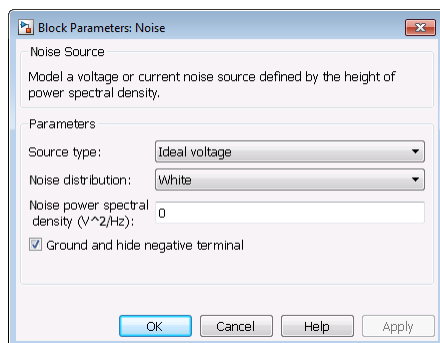 Block Parameters: Noise
Noise Source
Model a voltage or current noise source defined by the height of
power spectral density.
Parameters
Source type: Ideal voltage
Noise distribution: White
Noise power spectral
density (V^2/Hz): 0
Ground and hide negative terminal
OK Cancel Help Apply